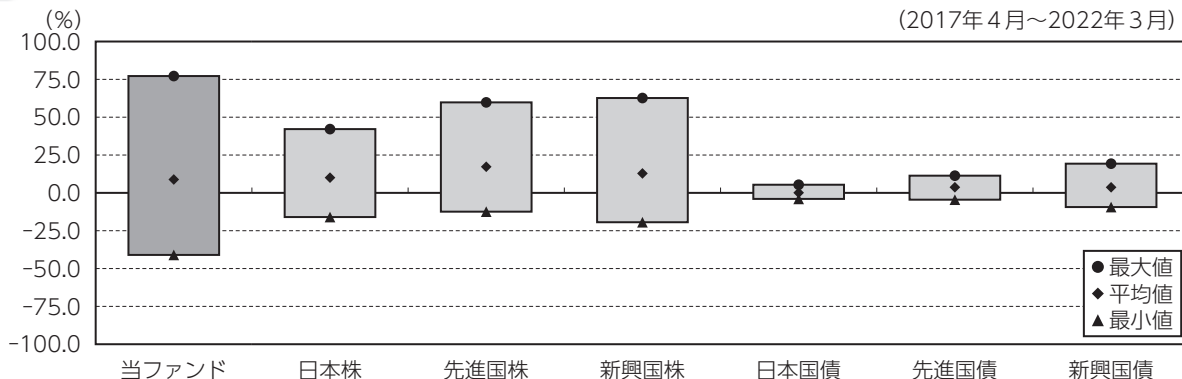 (%)
(2017年4月～2022年3月)
100.0
75.0
50.0
25.0
0.0
-25.0
-50.0
-75.0
-100.0
●最大値
◆平均値
▲最小値
当ファンド 日本株 先進国株 新興国株 日本国債 先進国債 新興国債